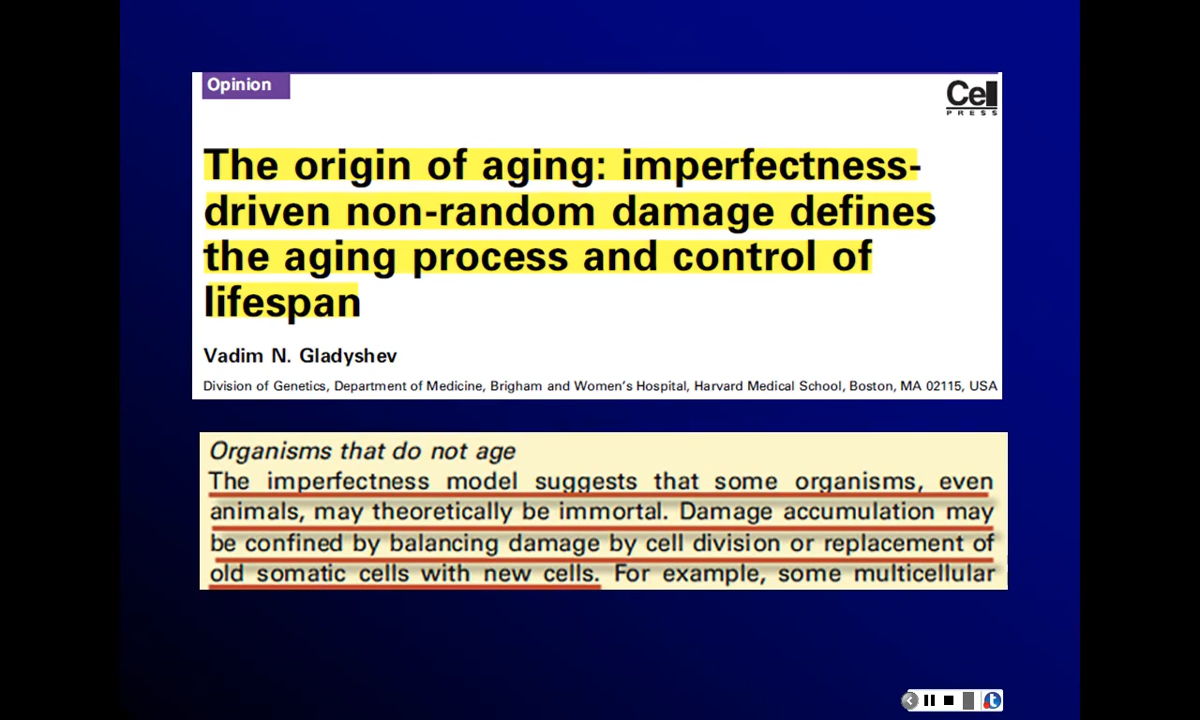 Opinion
Cell
PRESS
The origin of aging: imperfectness-
driven non-random damage defines
the aging process and control of
lifespan
Vadim N. Gladyshev
Division of Genetics, Department of Medicine, Brigham and Women's Hospital, Harvard Medical School, Boston, MA 02115, USA
Organisms that do not age
The imperfectness model suggests that some organisms, even
animals, may theoretically be immortal. Damage accumulation may
be confined by balancing damage by cell division or replacement of
old somatic cells with new cells. For example, some multicellular
t